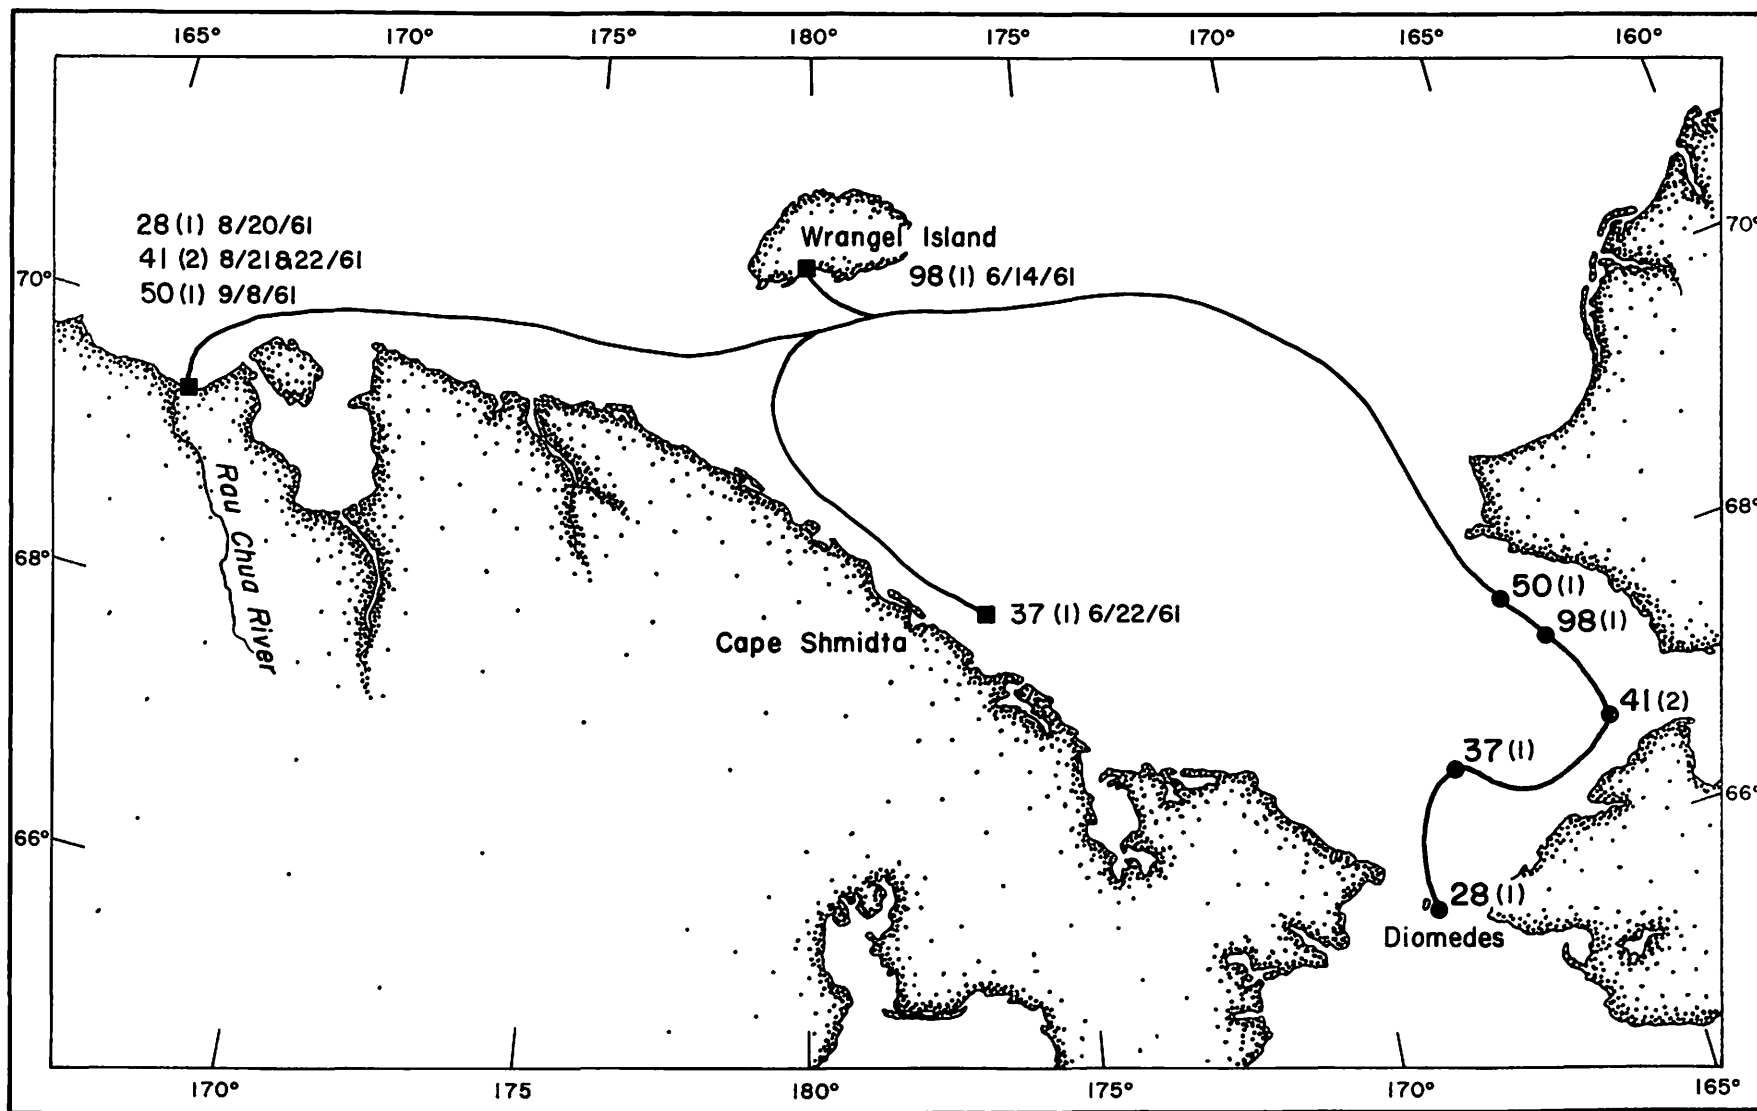 165° 170° 175° 180° 175° 170° 165° 160°
28 (1) 8/20/61
41 (2) 8/21&22/61
50 (1) 9/8/61
Wrangel Island
98 (1) 6/14/61
70°
70°
68°
68°
Rau Chua River
50 (1)
98 (1)
37 (1) 6/22/61
Cape Shmidta
41 (2)
37 (1)
66°
66°
28 (1)
Diomedes
170° 175 180° 175° 170° 165°